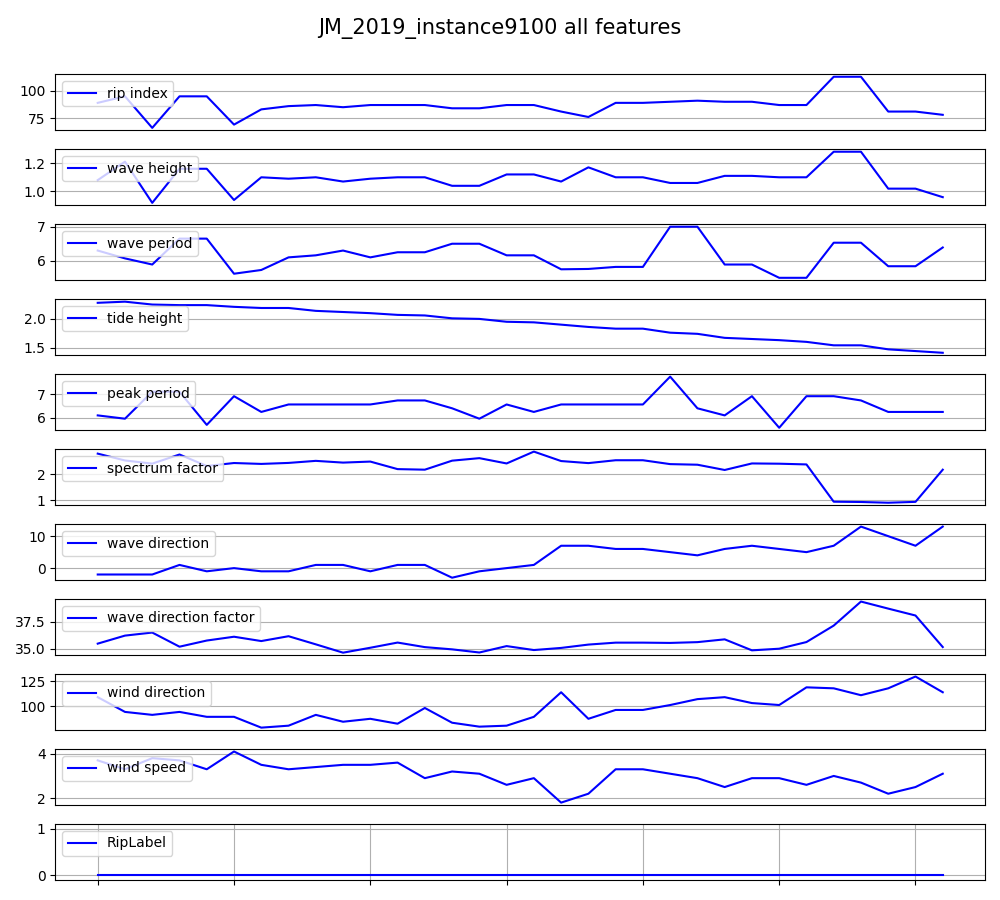 JM_2019_instance9100 all features
100
75
rip index
1.2
1.0
wave height
7
6
wave period
2.0
1.5
tide height
7
6
peak period
2
1
spectrum factor
10
0
wave direction
37.5
35.0
wave direction factor
125
100
wind direction
4
2
wind speed
1
0
RipLabel